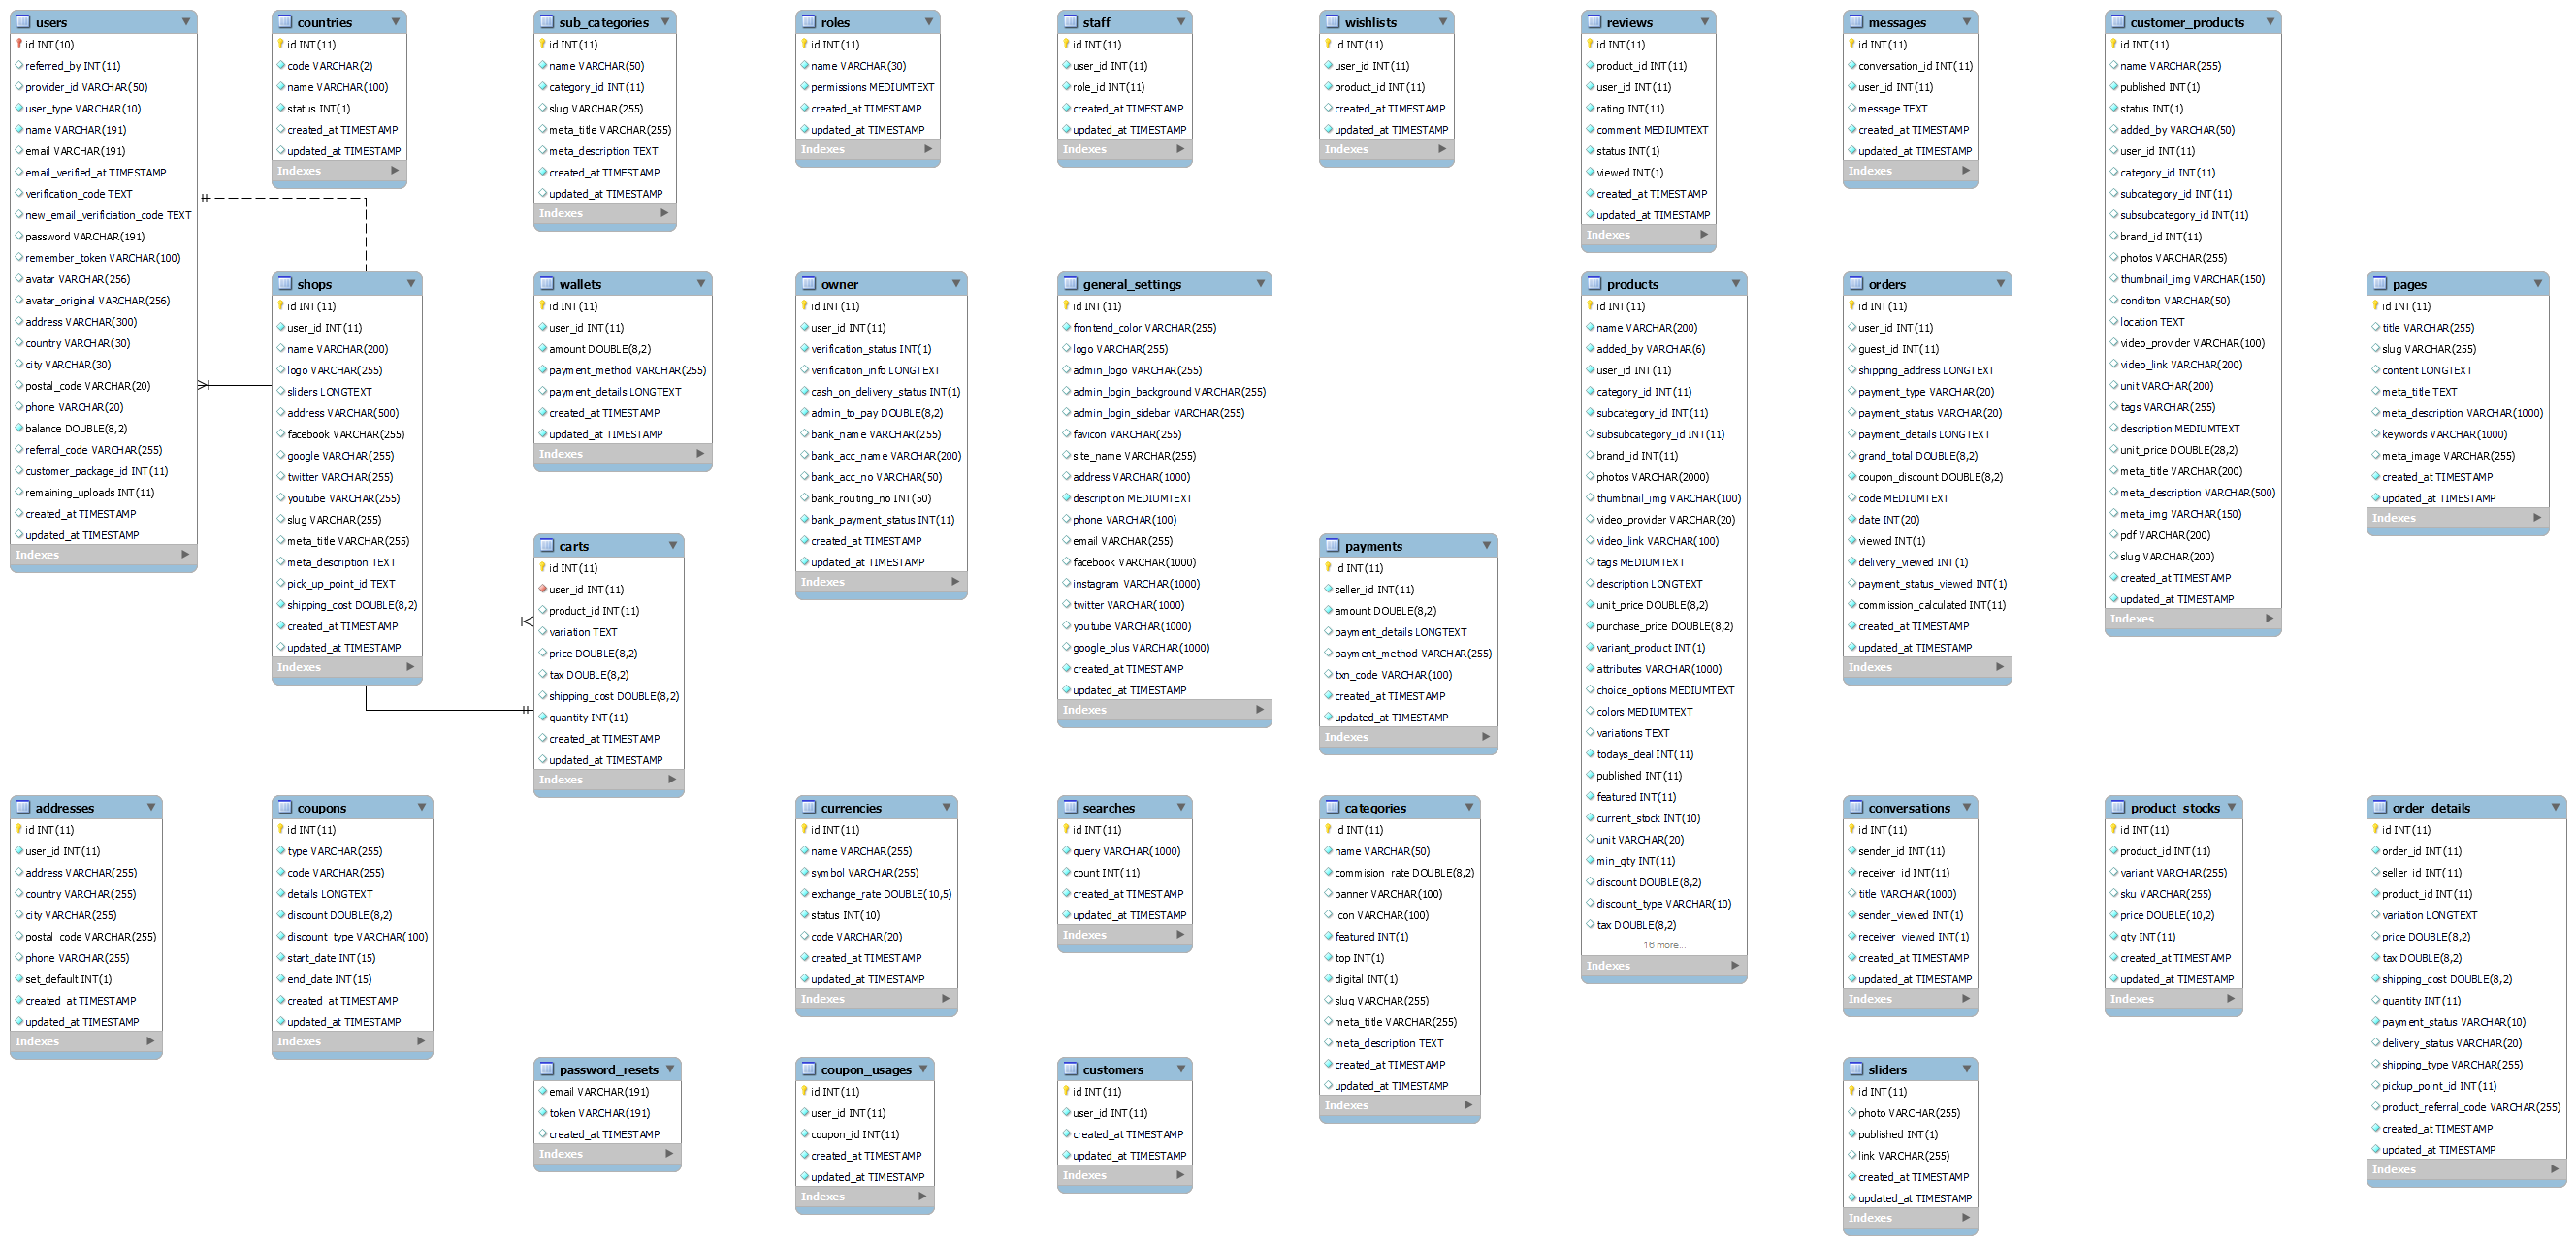 users
id INT(10)
referred_by INT(11)
provider_id VARCHAR(50)
user_type VARCHAR(10)
name VARCHAR(191)
email VARCHAR(191)
email_verified_at TIMESTAMP
verification_code TEXT
new_email_verificiation_code TEXT
password VARCHAR(191)
remember_token VARCHAR(100)
avatar VARCHAR(256)
avatar_original VARCHAR(256)
address VARCHAR(300)
country VARCHAR(30)
city VARCHAR(30)
postal_code VARCHAR(20)
phone VARCHAR(20)
balance DOUBLE(8,2)
referral_code VARCHAR(255)
customer_package_id INT(11)
remaining_uploads INT(11)
created_at TIMESTAMP
updated_at TIMESTAMP
Indexes
countries
id INT(11)
code VARCHAR(2)
name VARCHAR(100)
status INT(1)
created_at TIMESTAMP
updated_at TIMESTAMP
Indexes
sub_categories
id INT(11)
name VARCHAR(50)
category_id INT(11)
slug VARCHAR(255)
meta_title VARCHAR(255)
meta_description TEXT
created_at TIMESTAMP
updated_at TIMESTAMP
Indexes
roles
id INT(11)
name VARCHAR(30)
permissions MEDIUMTEXT
created_at TIMESTAMP
updated_at TIMESTAMP
Indexes
staff
id INT(11)
user_id INT(11)
role_id INT(11)
created_at TIMESTAMP
updated_at TIMESTAMP
Indexes
wishlists
id INT(11)
user_id INT(11)
product_id INT(11)
created_at TIMESTAMP
updated_at TIMESTAMP
Indexes
reviews
id INT(11)
product_id INT(11)
user_id INT(11)
rating INT(11)
comment MEDIUMTEXT
status INT(1)
viewed INT(1)
created_at TIMESTAMP
updated_at TIMESTAMP
Indexes
messages
id INT(11)
conversation_id INT(11)
user_id INT(11)
message TEXT
created_at TIMESTAMP
updated_at TIMESTAMP
Indexes
customer_products
id INT(11)
name VARCHAR(255)
published INT(1)
status INT(1)
added_by VARCHAR(50)
user_id INT(11)
category_id INT(11)
subcategory_id INT(11)
subsubcategory_id INT(11)
brand_id INT(11)
photos VARCHAR(255)
thumbnail_img VARCHAR(150)
conditon VARCHAR(50)
location TEXT
video_provider VARCHAR(100)
video_link VARCHAR(200)
unit VARCHAR(200)
tags VARCHAR(255)
description MEDIUMTEXT
unit_price DOUBLE(28,2)
meta_title VARCHAR(200)
meta_description VARCHAR(500)
meta_img VARCHAR(150)
pdf VARCHAR(200)
slug VARCHAR(200)
created_at TIMESTAMP
updated_at TIMESTAMP
Indexes
shops
id INT(11)
user_id INT(11)
name VARCHAR(200)
logo VARCHAR(255)
sliders LONGTEXT
address VARCHAR(500)
facebook VARCHAR(255)
google VARCHAR(255)
twitter VARCHAR(255)
youtube VARCHAR(255)
slug VARCHAR(255)
meta_title VARCHAR(255)
meta_description TEXT
pick_up_point_id TEXT
shipping_cost DOUBLE(8,2)
created_at TIMESTAMP
updated_at TIMESTAMP
Indexes
wallets
id INT(11)
user_id INT(11)
amount DOUBLE(8,2)
payment_method VARCHAR(255)
payment_details LONGTEXT
created_at TIMESTAMP
updated_at TIMESTAMP
Indexes
owner
id INT(11)
user_id INT(11)
verification_status INT(1)
verification_info LONGTEXT
cash_on_delivery_status INT(1)
admin_to_pay DOUBLE(8,2)
bank_name VARCHAR(255)
bank_acc_name VARCHAR(200)
bank_acc_no VARCHAR(50)
bank_routing_no INT(50)
bank_payment_status INT(11)
created_at TIMESTAMP
updated_at TIMESTAMP
Indexes
general_settings
id INT(11)
frontend_color VARCHAR(255)
logo VARCHAR(255)
admin_logo VARCHAR(255)
admin_login_background VARCHAR(255)
admin_login_sidebar VARCHAR(255)
favicon VARCHAR(255)
site_name VARCHAR(255)
address VARCHAR(1000)
description MEDIUMTEXT
phone VARCHAR(100)
email VARCHAR(255)
facebook VARCHAR(1000)
instagram VARCHAR(1000)
twitter VARCHAR(1000)
youtube VARCHAR(1000)
google_plus VARCHAR(1000)
created_at TIMESTAMP
updated_at TIMESTAMP
Indexes
products
id INT(11)
name VARCHAR(200)
added_by VARCHAR(6)
user_id INT(11)
category_id INT(11)
subcategory_id INT(11)
subsubcategory_id INT(11)
brand_id INT(11)
photos VARCHAR(2000)
thumbnail_img VARCHAR(100)
video_provider VARCHAR(20)
video_link VARCHAR(100)
tags MEDIUMTEXT
description LONGTEXT
unit_price DOUBLE(8,2)
purchase_price DOUBLE(8,2)
variant_product INT(1)
attributes VARCHAR(1000)
choice_options MEDIUMTEXT
colors MEDIUMTEXT
variations TEXT
todays_deal INT(11)
published INT(11)
featured INT(11)
current_stock INT(10)
unit VARCHAR(20)
min_qty INT(11)
discount DOUBLE(8,2)
discount_type VARCHAR(10)
tax DOUBLE(8,2)
16 more...
Indexes
orders
id INT(11)
user_id INT(11)
guest_id INT(11)
shipping_address LONGTEXT
payment_type VARCHAR(20)
payment_status VARCHAR(20)
payment_details LONGTEXT
grand_total DOUBLE(8,2)
coupon_discount DOUBLE(8,2)
code MEDIUMTEXT
date INT(20)
viewed INT(1)
delivery_viewed INT(1)
payment_status_viewed INT(1)
commission_calculated INT(11)
created_at TIMESTAMP
updated_at TIMESTAMP
Indexes
pages
id INT(11)
title VARCHAR(255)
slug VARCHAR(255)
content LONGTEXT
meta_title TEXT
meta_description VARCHAR(1000)
keywords VARCHAR(1000)
meta_image VARCHAR(255)
created_at TIMESTAMP
updated_at TIMESTAMP
Indexes
carts
id INT(11)
user_id INT(11)
product_id INT(11)
variation TEXT
price DOUBLE(8,2)
tax DOUBLE(8,2)
shipping_cost DOUBLE(8,2)
quantity INT(11)
created_at TIMESTAMP
updated_at TIMESTAMP
Indexes
payments
id INT(11)
seller_id INT(11)
amount DOUBLE(8,2)
payment_details LONGTEXT
payment_method VARCHAR(255)
txn_code VARCHAR(100)
created_at TIMESTAMP
updated_at TIMESTAMP
Indexes
addresses
id INT(11)
user_id INT(11)
address VARCHAR(255)
country VARCHAR(255)
city VARCHAR(255)
postal_code VARCHAR(255)
phone VARCHAR(255)
set_default INT(1)
created_at TIMESTAMP
updated_at TIMESTAMP
Indexes
coupons
id INT(11)
type VARCHAR(255)
code VARCHAR(255)
details LONGTEXT
discount DOUBLE(8,2)
discount_type VARCHAR(100)
start_date INT(15)
end_date INT(15)
created_at TIMESTAMP
updated_at TIMESTAMP
Indexes
currencies
id INT(11)
name VARCHAR(255)
symbol VARCHAR(255)
exchange_rate DOUBLE(10,5)
status INT(10)
code VARCHAR(20)
created_at TIMESTAMP
updated_at TIMESTAMP
Indexes
searches
id INT(11)
query VARCHAR(1000)
count INT(11)
created_at TIMESTAMP
updated_at TIMESTAMP
Indexes
categories
id INT(11)
name VARCHAR(50)
commision_rate DOUBLE(8,2)
banner VARCHAR(100)
icon VARCHAR(100)
featured INT(1)
top INT(1)
digital INT(1)
slug VARCHAR(255)
meta_title VARCHAR(255)
meta_description TEXT
created_at TIMESTAMP
updated_at TIMESTAMP
Indexes
conversations
id INT(11)
sender_id INT(11)
receiver_id INT(11)
title VARCHAR(1000)
sender_viewed INT(1)
receiver_viewed INT(1)
created_at TIMESTAMP
updated_at TIMESTAMP
Indexes
product_stocks
id INT(11)
product_id INT(11)
variant VARCHAR(255)
sku VARCHAR(255)
price DOUBLE(10,2)
qty INT(11)
created_at TIMESTAMP
updated_at TIMESTAMP
Indexes
order_details
id INT(11)
order_id INT(11)
seller_id INT(11)
product_id INT(11)
variation LONGTEXT
price DOUBLE(8,2)
tax DOUBLE(8,2)
shipping_cost DOUBLE(8,2)
quantity INT(11)
payment_status VARCHAR(10)
delivery_status VARCHAR(20)
shipping_type VARCHAR(255)
pickup_point_id INT(11)
product_referral_code VARCHAR(255)
created_at TIMESTAMP
updated_at TIMESTAMP
Indexes
password_resets
email VARCHAR(191)
token VARCHAR(191)
created_at TIMESTAMP
Indexes
coupon_usages
id INT(11)
user_id INT(11)
coupon_id INT(11)
created_at TIMESTAMP
updated_at TIMESTAMP
Indexes
customers
id INT(11)
user_id INT(11)
created_at TIMESTAMP
updated_at TIMESTAMP
Indexes
sliders
id INT(11)
photo VARCHAR(255)
published INT(1)
link VARCHAR(255)
created_at TIMESTAMP
updated_at TIMESTAMP
Indexes